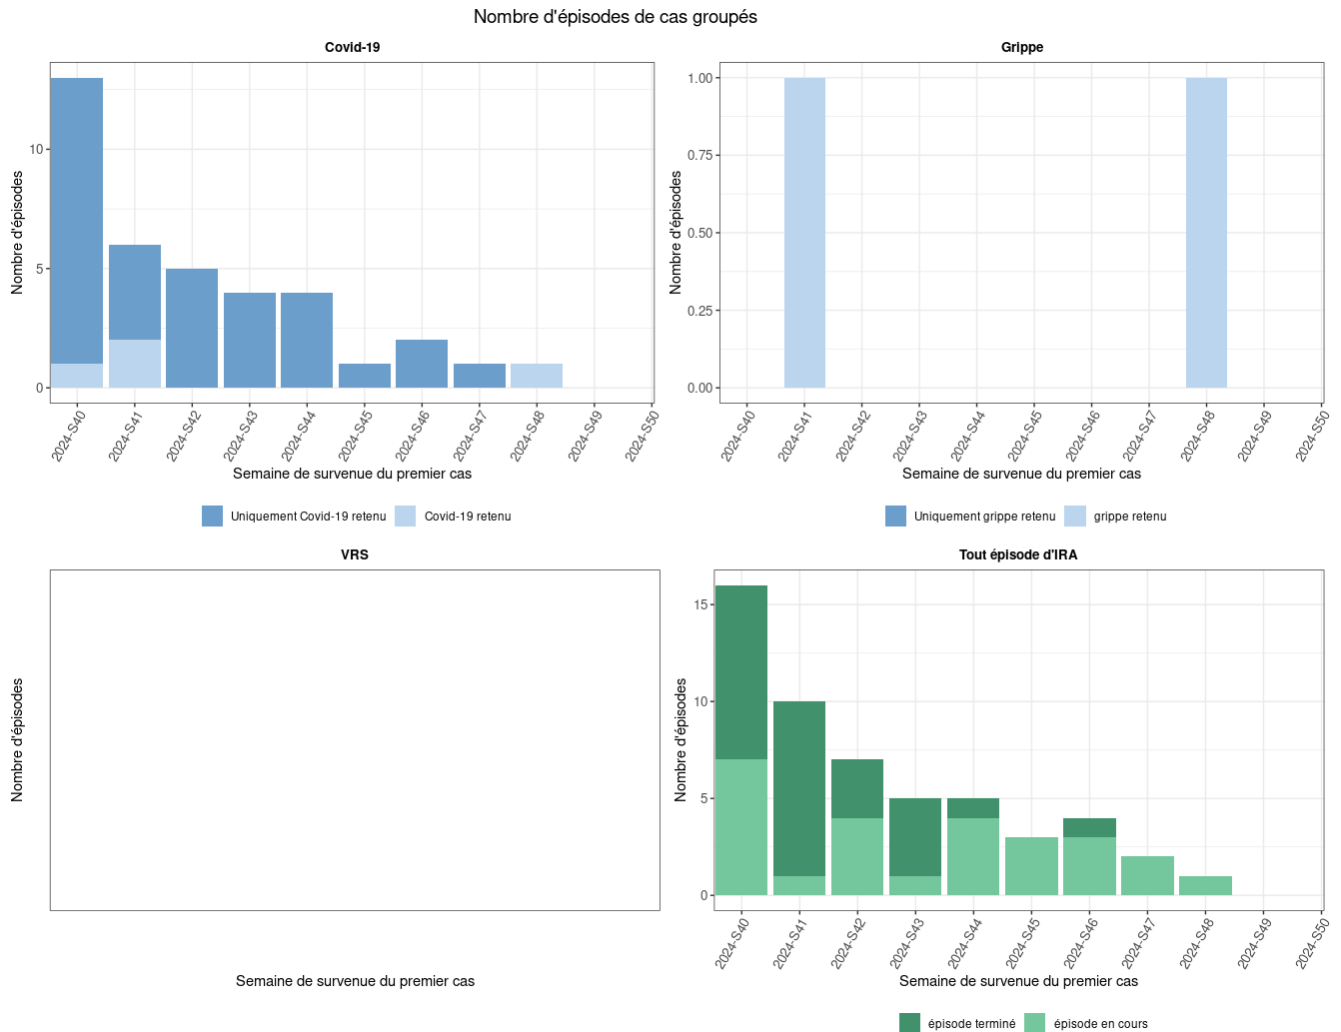 Nombre d'épisodes de cas groupés
Covid-19
Nombre d'épisodes
10
5
0
2024-S40
2024-S41
2024-S42
2024-S43
2024-S44
2024-S45
2024-S46
2024-S47
2024-S48
2024-S49
2024-S50
Semaine de survenue du premier cas
Uniquement Covid-19 retenu
Covid-19 retenu
Grippe
Nombre d'épisodes
1.00
0.75
0.50
0.25
0.00
2024-S40
2024-S41
2024-S42
2024-S43
2024-S44
2024-S45
2024-S46
2024-S47
2024-S48
2024-S49
2024-S50
Semaine de survenue du premier cas
Uniquement grippe retenu
grippe retenu
VRS
Nombre d'épisodes
Semaine de survenue du premier cas
Tout épisode d'IRA
Nombre d'épisodes
15
10
5
0
2024-S40
2024-S41
2024-S42
2024-S43
2024-S44
2024-S45
2024-S46
2024-S47
2024-S48
2024-S49
2024-S50
Semaine de survenue du premier cas
épisode terminé
épisode en cours